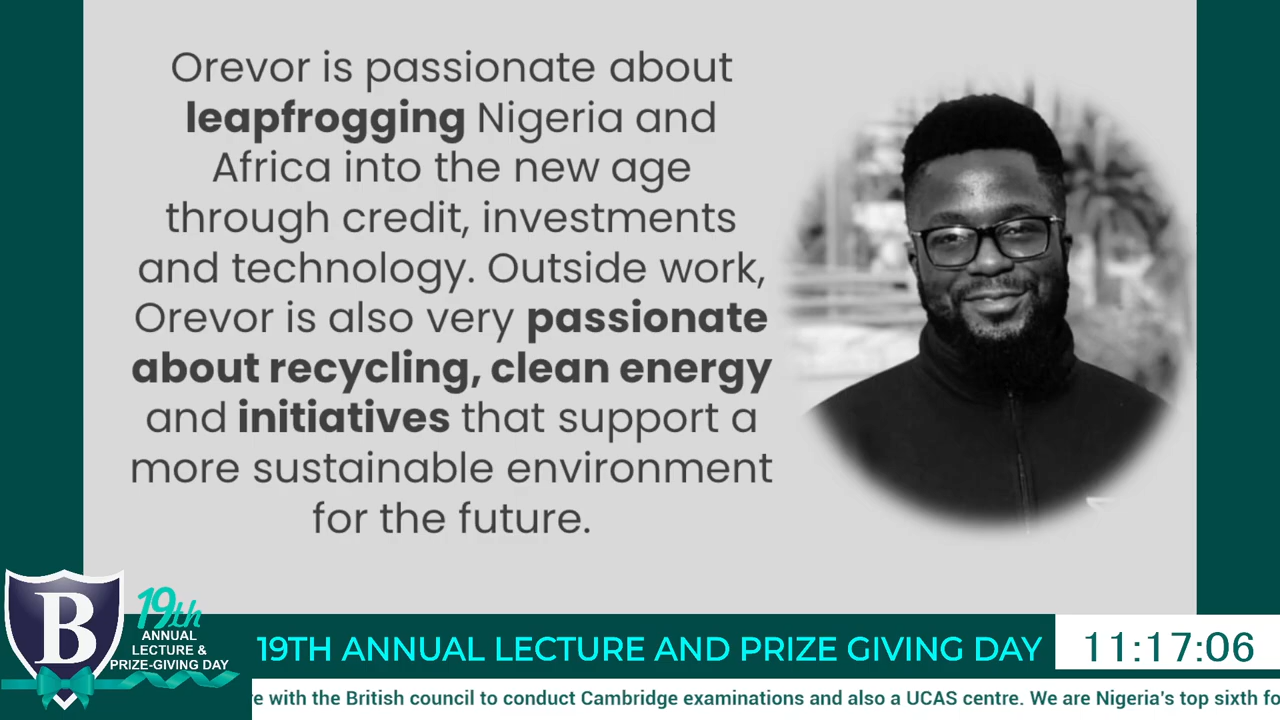 Orevor is passionate about
leapfrogging Nigeria and
Africa into the new age
through credit, investments
and technology. Outside work,
Orevor is also very passionate
about recycling, clean energy
and initiatives that support a
more sustainable environment
for the future.
B
19th
ANNUAL
LECTURE &
PRIZE-GIVING DAY
19TH ANNUAL LECTURE AND PRIZE GIVING DAY
11:17:06
with the British council to conduct Cambridge examinations and also a UCAS centre. We are Nigeria's top sixth